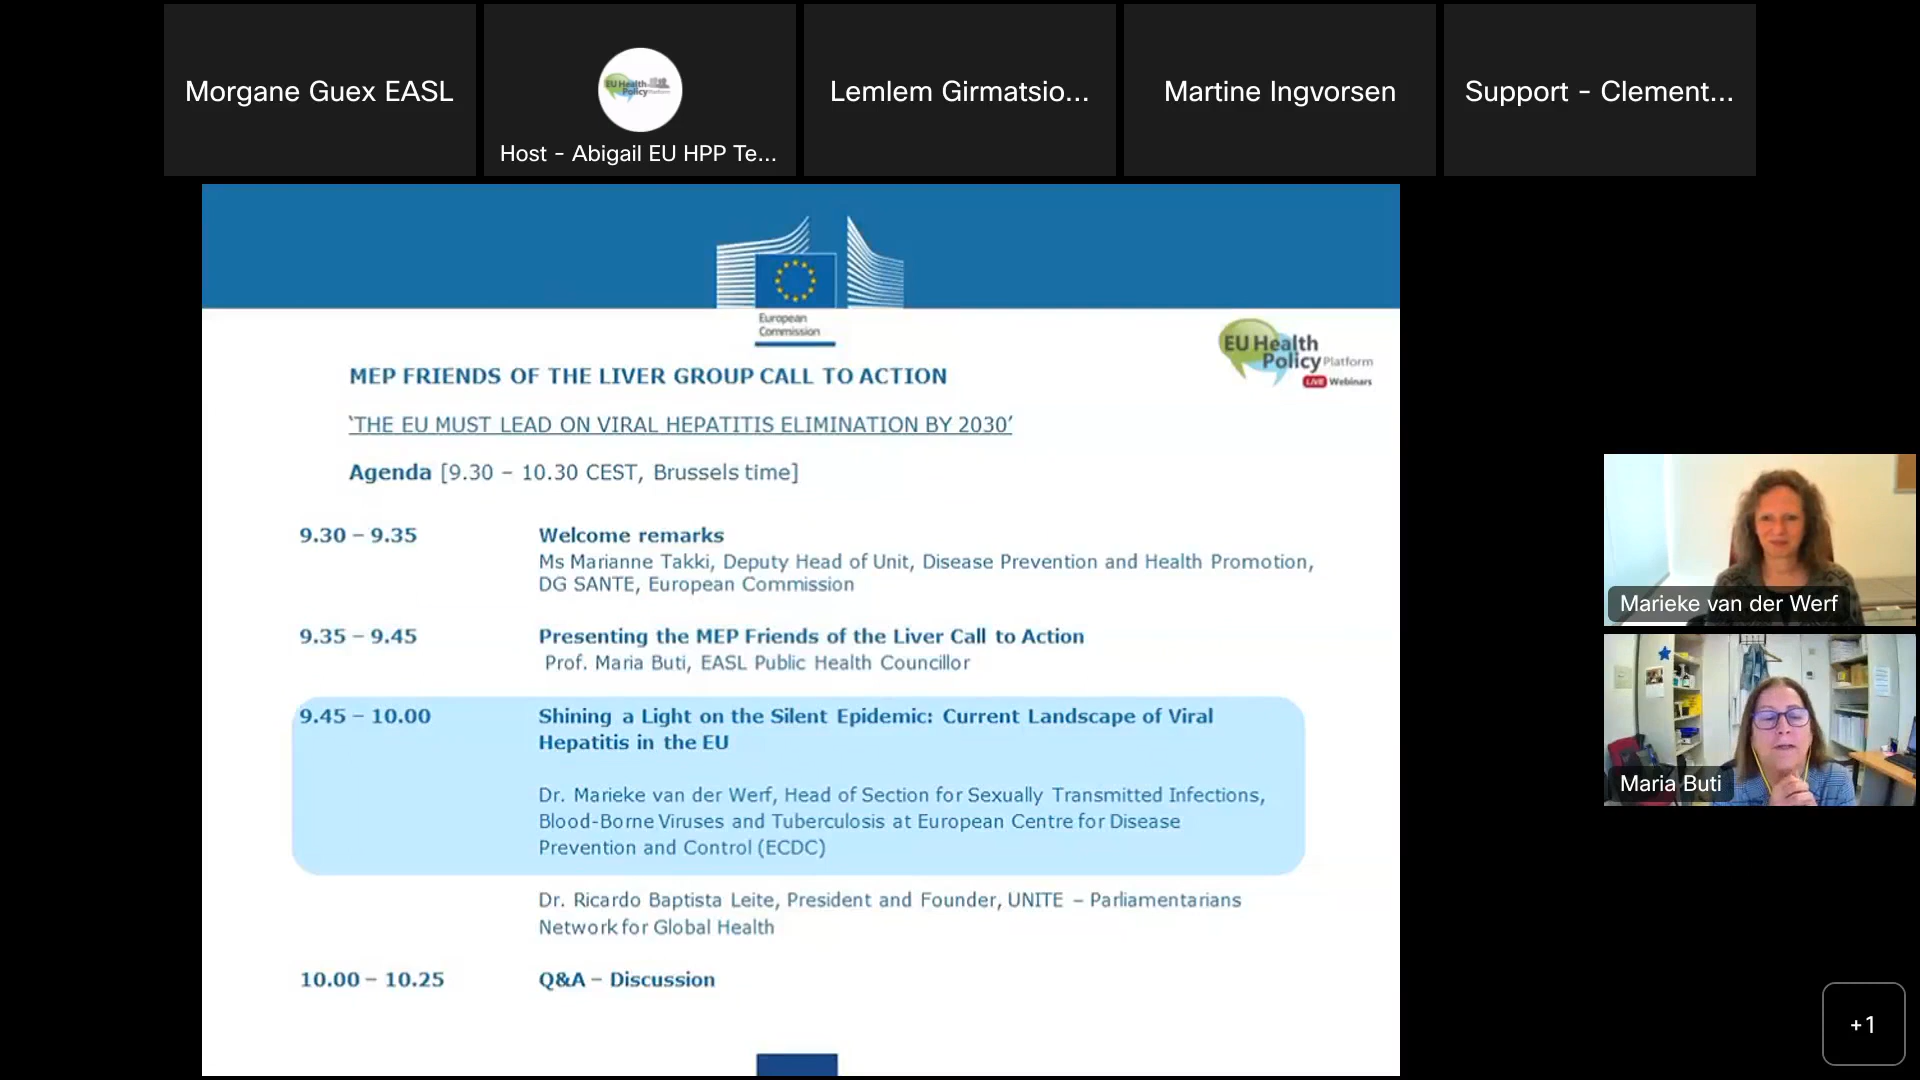 Morgane Guex EASL
EU Health
Policy Platform
Host - Abigail EU HPP Te...
Lemlem Girmatsio...
Martine Ingvorsen
Support - Clement...
European
Commission
EU Health
Policy Platform
LIVE Webinars
MEP FRIENDS OF THE LIVER GROUP CALL TO ACTION
‘THE EU MUST LEAD ON VIRAL HEPATITIS ELIMINATION BY 2030’
Agenda [9.30 – 10.30 CEST, Brussels time]
9.30 – 9.35
Welcome remarks
Ms Marianne Takki, Deputy Head of Unit, Disease Prevention and Health Promotion,
DG SANTE, European Commission
9.35 – 9.45
Presenting the MEP Friends of the Liver Call to Action
Prof. Maria Buti, EASL Public Health Councillor
9.45 – 10.00
Shining a Light on the Silent Epidemic: Current Landscape of Viral
Hepatitis in the EU
Dr. Marieke van der Werf, Head of Section for Sexually Transmitted Infections,
Blood-Borne Viruses and Tuberculosis at European Centre for Disease
Prevention and Control (ECDC)
Dr. Ricardo Baptista Leite, President and Founder, UNITE – Parliamentarians
Network for Global Health
10.00 – 10.25
Q&A – Discussion
Marieke van der Werf
Maria Buti
+1